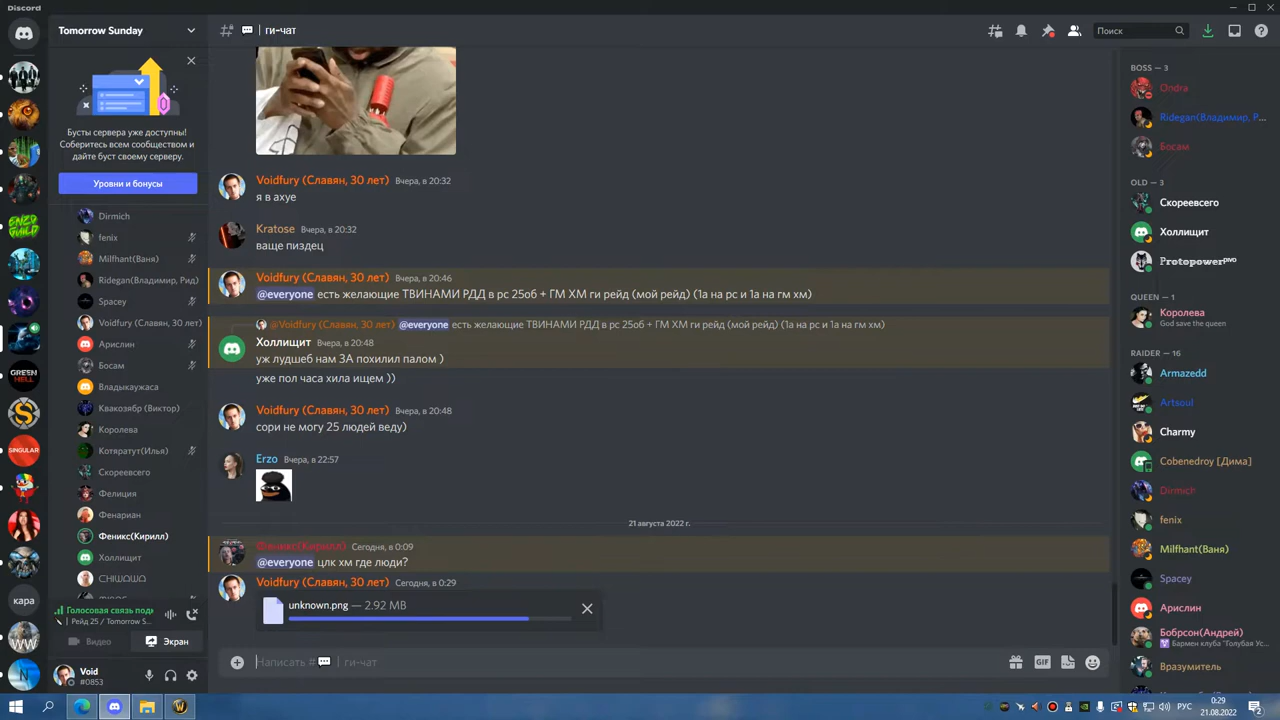 Discord
Tomorrow Sunday
ги-чат
Поиск
Бусты сервера уже доступны!
Соберитесь всем сообществом и
дайте буст своему серверу.
Уровни и бонусы
Dirmich
fenix
Milfhant(Ваня)
Ridegan(Владимир, Рид)
Spacey
Voidfury (Славян, 30 лет)
Арислин
Босам
Владыкаужаса
Квакозябр (Виктор)
Королева
Котяратут(Илья)
Скореевсего
Фелиция
Фенариан
Феникс(Кирилл)
Холлищит
CHIWAWA
GREEN
HELL
SINGULAR
кара
Голосовая связь подк
Рейд 25 / Tomorrow S...
Видео
Экран
Void
#0853
Voidfury (Славян, 30 лет) Вчера, в 20:32
я в ахуе
Kratose Вчера, в 20:32
ваще пиздец
Voidfury (Славян, 30 лет) Вчера, в 20:46
@everyone есть желающие ТВИНАМИ РДД в рс 25об + ГМ ХМ ги рейд (мой рейд) (1а на рс и 1а на гм хм)
@Voidfury (Славян, 30 лет) @everyone есть желающие ТВИНАМИ РДД в рс 25об + ГМ ХМ ги рейд (мой рейд) (1а на рс и 1а на гм хм)
Холлищит Вчера, в 20:48
уж лудшеб нам ЗА похилил палом )
уже пол часа хила ищем ))
Voidfury (Славян, 30 лет) Вчера, в 20:48
сори не могу 25 людей веду)
Erzo Вчера, в 22:57
21 августа 2022 г.
Феникс(Кирилл) Сегодня, в 0:09
@everyone цлк хм где люди?
Voidfury (Славян, 30 лет) Сегодня, в 0:29
unknown.png — 2.92 MB
Написать #💬 | ги-чат
GIF
BOSS — 3
Ondra
Ridegan(Владимир, Р...
Босам
OLD — 3
Скореевсего
Холлищит
Protopowerᵖᵛᵒ
QUEEN — 1
Королева
God save the queen
RAIDER — 16
Armazedd
Artsoul
Charmy
Cobenedroy [Дима]
Dirmich
fenix
Milfhant(Ваня)
Spacey
Арислин
Бобрсон(Андрей)
Бармен клуба "Голубая Ус...
Вразумитель
РУС
0:29
21.08.2022